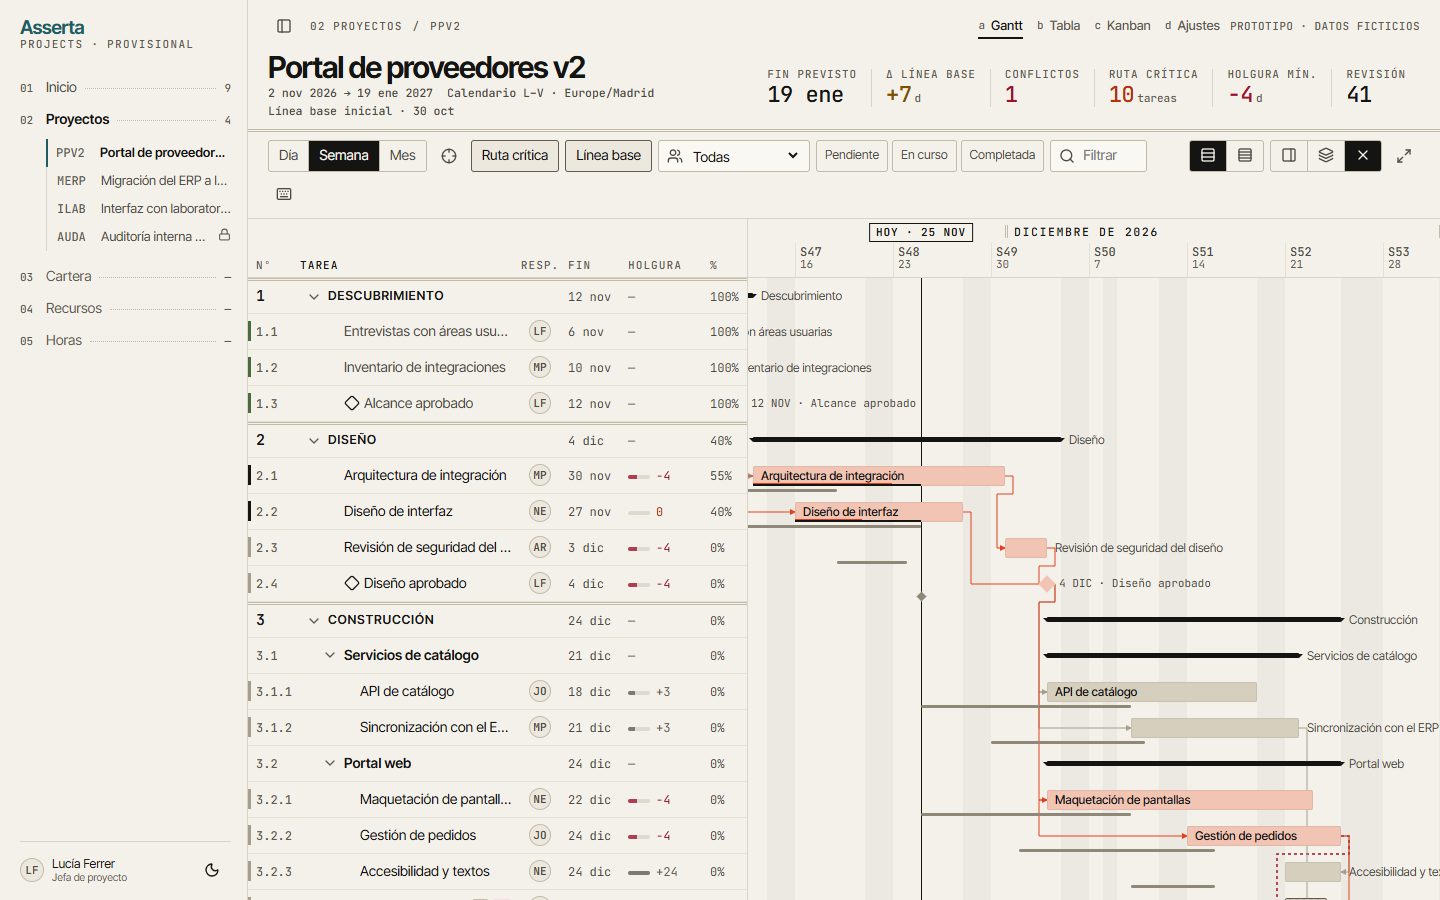 Asserta
PROJECTS · PROVISIONAL
01 Inicio 9
02 Proyectos 4
PPV2 Portal de proveedor...
MERP Migración del ERP a l...
ILAB Interfaz con laborator...
AUDA Auditoría interna ...
03 Cartera —
04 Recursos —
05 Horas —
LF Lucía Ferrer
Jefa de proyecto
02 PROYECTOS / PPV2
a Gantt b Tabla c Kanban d Ajustes PROTOTIPO · DATOS FICTICIOS
Portal de proveedores v2
2 nov 2026 → 19 ene 2027 Calendario L–V · Europe/Madrid
Línea base inicial · 30 oct
FIN PREVISTO Δ LÍNEA BASE CONFLICTOS RUTA CRÍTICA HOLGURA MÍN. REVISIÓN
19 ene +7 d 1 10 tareas -4 d 41
Día Semana Mes Ruta crítica Línea base Todas Pendiente En curso Completada Filtrar
HOY · 25 NOV DICIEMBRE DE 2026
S47 S48 S49 S50 S51 S52 S53
16 23 30 7 14 21 28
N° TAREA RESP. FIN HOLGURA %
1 DESCUBRIMIENTO 12 nov — 100% Descubrimiento
1.1 Entrevistas con áreas usu... LF 6 nov — 100% n áreas usuarias
1.2 Inventario de integraciones MP 10 nov — 100% entario de integraciones
1.3 Alcance aprobado LF 12 nov — 100% 12 NOV · Alcance aprobado
2 DISEÑO 4 dic — 40% Diseño
2.1 Arquitectura de integración MP 30 nov -4 55% Arquitectura de integración
2.2 Diseño de interfaz NE 27 nov 0 40% Diseño de interfaz
2.3 Revisión de seguridad del ... AR 3 dic -4 0% Revisión de seguridad del diseño
2.4 Diseño aprobado LF 4 dic -4 0% 4 DIC · Diseño aprobado
3 CONSTRUCCIÓN 24 dic — 0% Construcción
3.1 Servicios de catálogo 21 dic — 0% Servicios de catálogo
3.1.1 API de catálogo JO 18 dic +3 0% API de catálogo
3.1.2 Sincronización con el E... MP 21 dic +3 0% Sincronización con el ERP
3.2 Portal web 24 dic — 0% Portal web
3.2.1 Maquetación de pantall... NE 22 dic -4 0% Maquetación de pantallas
3.2.2 Gestión de pedidos JO 24 dic -4 0% Gestión de pedidos
3.2.3 Accesibilidad y textos NE 24 dic +24 0% Accesibilidad y tex